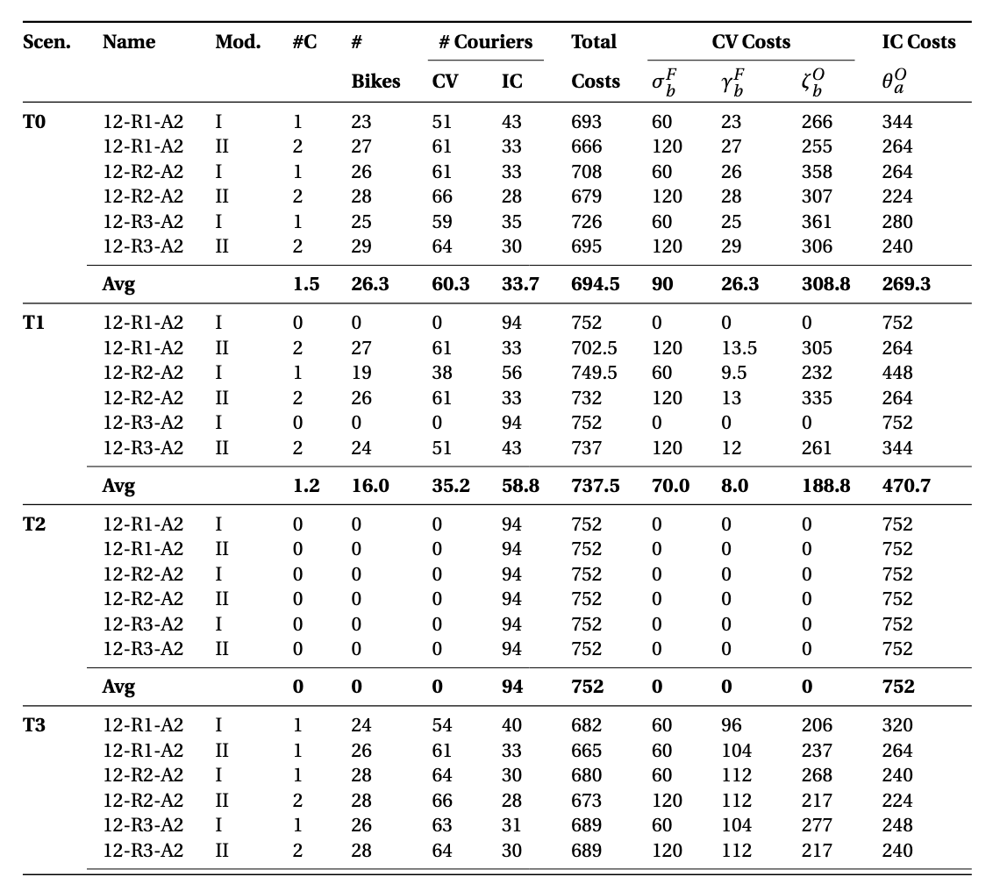 Scen. Name Mod. #C # # Couriers Total CV Costs IC Costs
Bikes CV IC Costs σ_b^F γ_b^F ζ_b^O θ_a^O
T0 12-R1-A2 I 1 23 51 43 693 60 23 266 344
12-R1-A2 II 2 27 61 33 666 120 27 255 264
12-R2-A2 I 1 26 61 33 708 60 26 358 264
12-R2-A2 II 2 28 66 28 679 120 28 307 224
12-R3-A2 I 1 25 59 35 726 60 25 361 280
12-R3-A2 II 2 29 64 30 695 120 29 306 240
Avg 1.5 26.3 60.3 33.7 694.5 90 26.3 308.8 269.3
T1 12-R1-A2 I 0 0 0 94 752 0 0 0 752
12-R1-A2 II 2 27 61 33 702.5 120 13.5 305 264
12-R2-A2 I 1 19 38 56 749.5 60 9.5 232 448
12-R2-A2 II 2 26 61 33 732 120 13 335 264
12-R3-A2 I 0 0 0 94 752 0 0 0 752
12-R3-A2 II 2 24 51 43 737 120 12 261 344
Avg 1.2 16.0 35.2 58.8 737.5 70.0 8.0 188.8 470.7
T2 12-R1-A2 I 0 0 0 94 752 0 0 0 752
12-R1-A2 II 0 0 0 94 752 0 0 0 752
12-R2-A2 I 0 0 0 94 752 0 0 0 752
12-R2-A2 II 0 0 0 94 752 0 0 0 752
12-R3-A2 I 0 0 0 94 752 0 0 0 752
12-R3-A2 II 0 0 0 94 752 0 0 0 752
Avg 0 0 0 94 752 0 0 0 752
T3 12-R1-A2 I 1 24 54 40 682 60 96 206 320
12-R1-A2 II 1 26 61 33 665 60 104 237 264
12-R2-A2 I 1 28 64 30 680 60 112 268 240
12-R2-A2 II 2 28 66 28 673 120 112 217 224
12-R3-A2 I 1 26 63 31 689 60 104 277 248
12-R3-A2 II 2 28 64 30 689 120 112 217 240